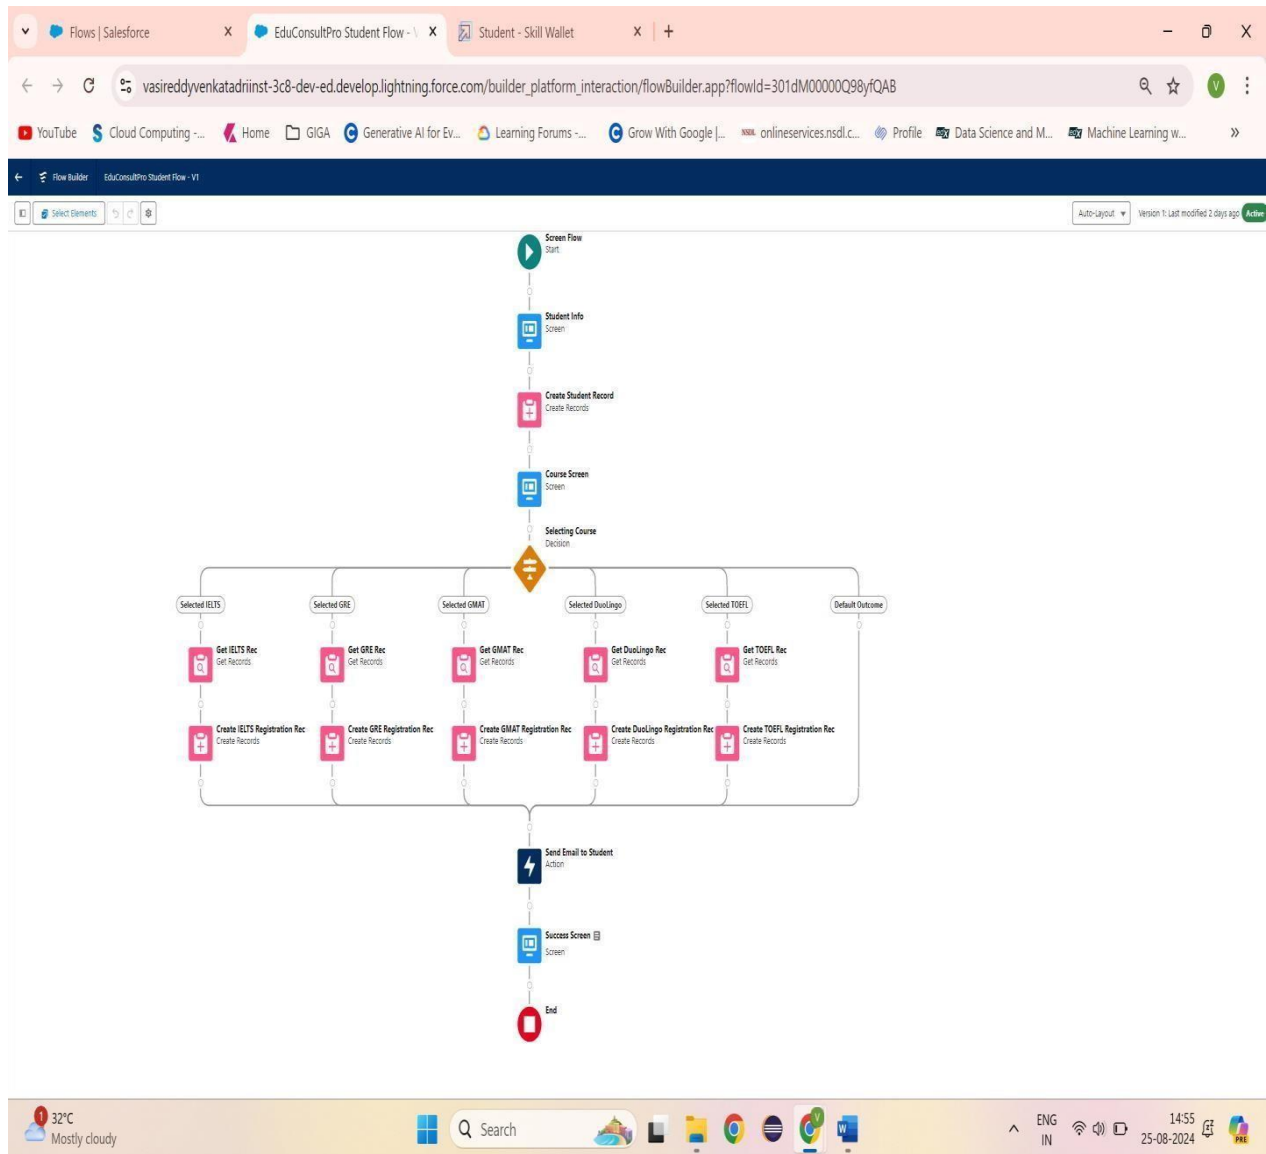 Flows | Salesforce
EduConsultPro Student Flow - V
Student - Skill Wallet
vasireddyvenkatadriinst-3c8-dev-ed.develop.lightning.force.com/builder_platform_interaction/flowBuilder.app?flowId=301dM00000Q98yfQAB
V
YouTube
Cloud Computing -...
Home
GIGA
Generative AI for Ev...
Learning Forums -...
Grow With Google |...
onlineservices.nsdl.c...
Profile
Data Science and M...
Machine Learning w...
Flow Builder
EduConsultPro Student Flow - V1
Select Elements
Auto-Layout
Version 1: Last modified 2 days ago
Active
Screen Flow
Start
Student Info
Screen
Create Student Record
Create Records
Course Screen
Screen
Selecting Course
Decision
Selected IELTS
Selected GRE
Selected GMAT
Selected DuoLingo
Selected TOEFL
Default Outcome
Get IELTS Rec
Get Records
Get GRE Rec
Get Records
Get GMAT Rec
Get Records
Get DuoLingo Rec
Get Records
Get TOEFL Rec
Get Records
Create IELTS Registration Rec
Create Records
Create GRE Registration Rec
Create Records
Create GMAT Registration Rec
Create Records
Create DuoLingo Registration Rec
Create Records
Create TOEFL Registration Rec
Create Records
Send Email to Student
Action
Success Screen
Screen
End
1
32°C
Mostly cloudy
Search
V
ENG
IN
14:55
25-08-2024
PRE